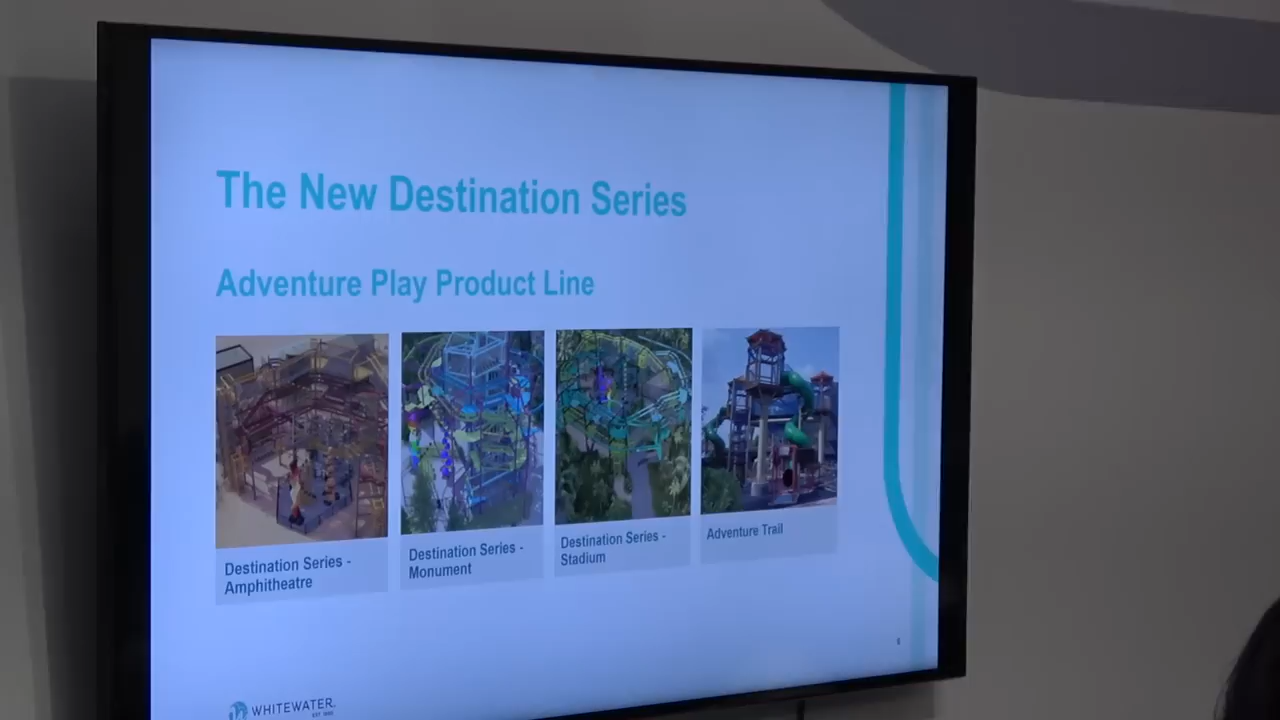 The New Destination Series
Adventure Play Product Line
Destination Series -
Amphitheatre
Destination Series -
Monument
Destination Series -
Stadium
Adventure Trail
WHITEWATER